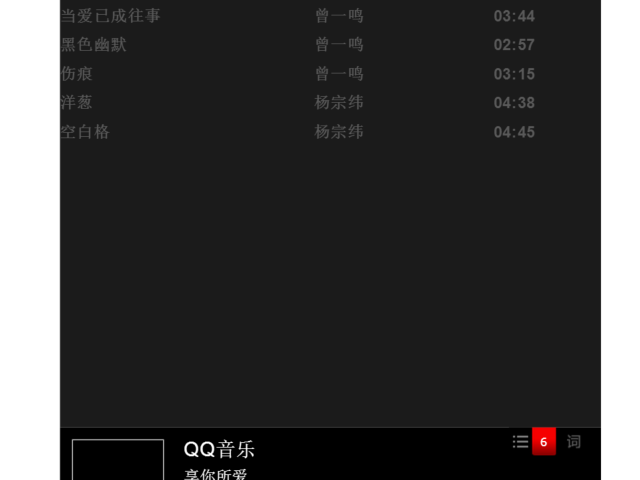 当爱已成往事 曾一鸣 03:44
黑色幽默 曾一鸣 02:57
伤痕 曾一鸣 03:15
洋葱 杨宗纬 04:38
空白格 杨宗纬 04:45
6 词
QQ音乐
享你所爱